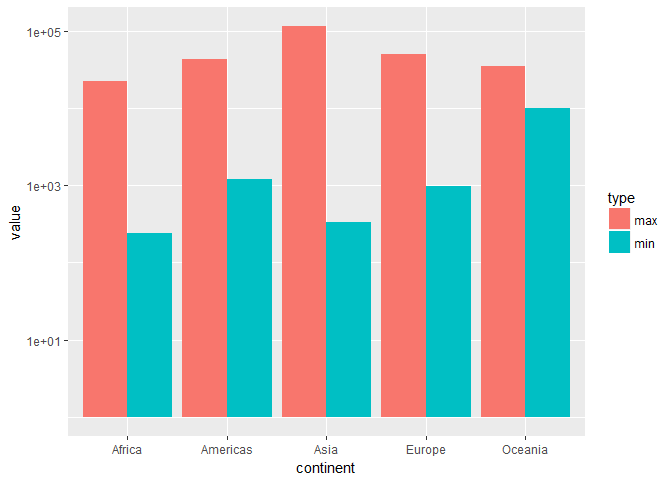 1e+05
1e+03
1e+01
value
Africa Americas Asia Europe Oceania
continent
type
max
min